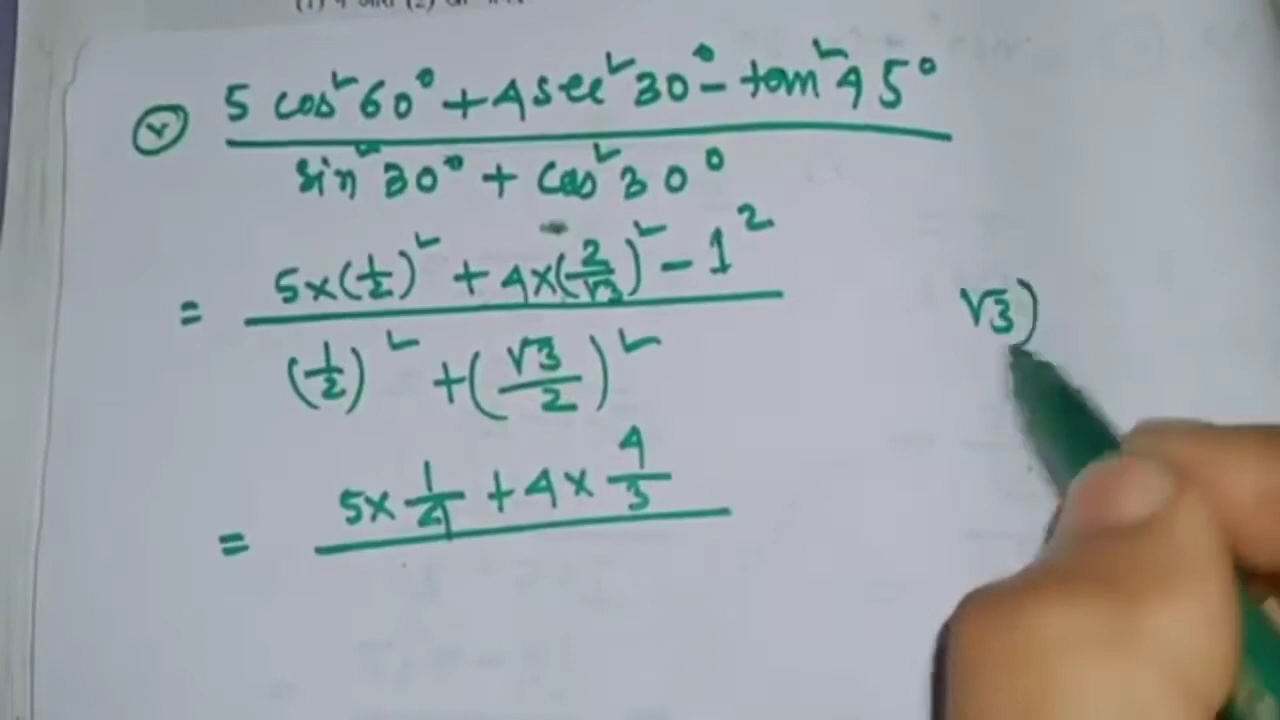 (v) 5 cos²60° + 4 sec²30° - tan²45°
sin²30° + cos²30°
= 5×(1/2)² + 4×(2/√3)² - 1²
(1/2)² + (√3/2)²
√3)
= 5×1/4 + 4×4/3